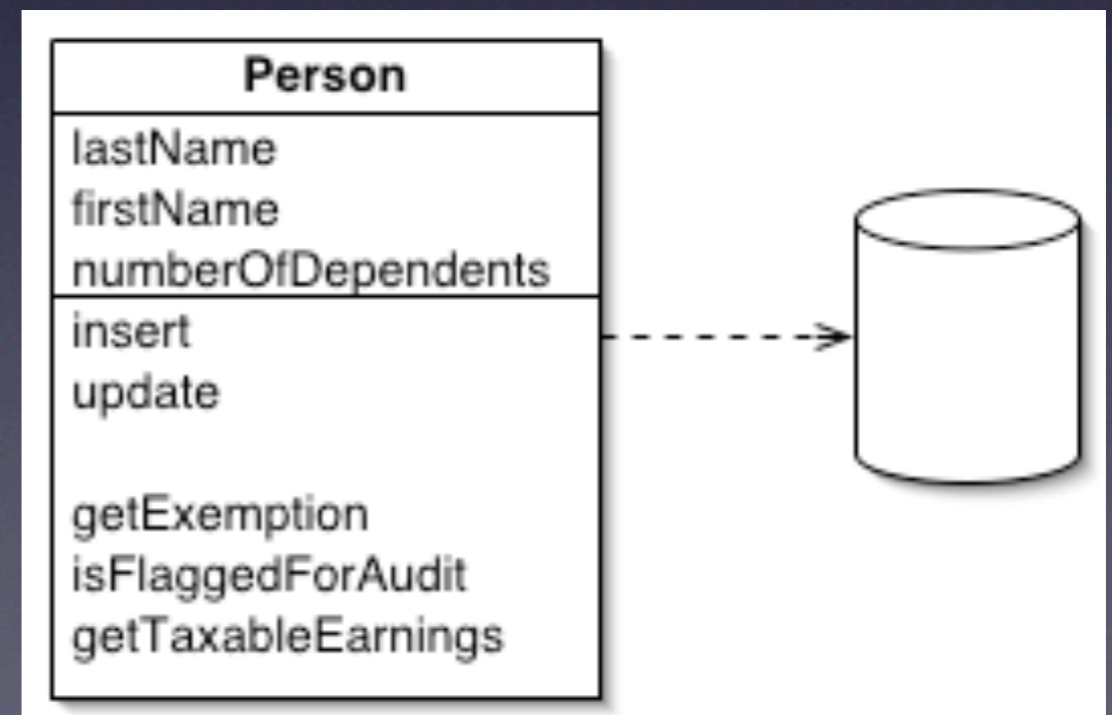 Person
lastName
firstName
numberOfDependents
insert
update
getExemption
isFlaggedForAudit
getTaxableEarnings